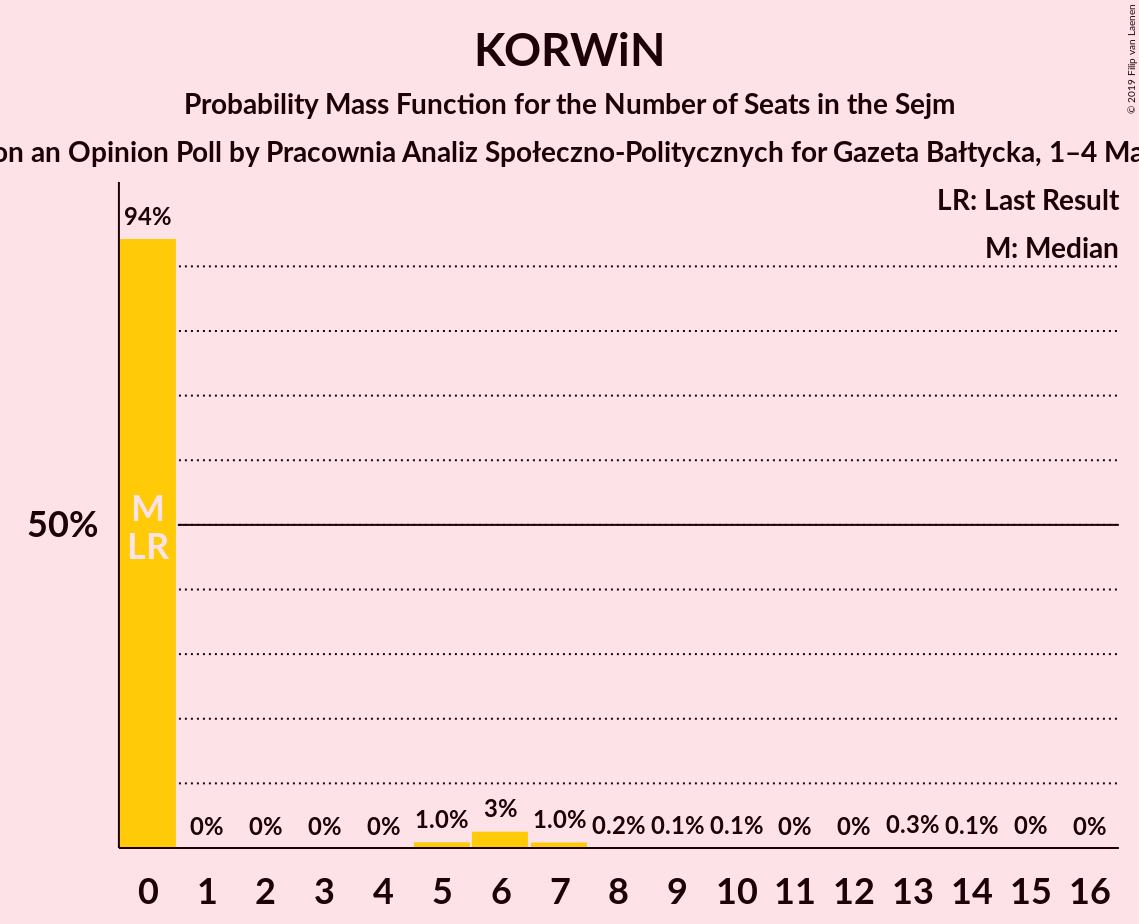 KORWiN
Probability Mass Function for the Number of Seats in the Sejm
on an Opinion Poll by Pracownia Analiz Społeczno-Politycznych for Gazeta Bałtycka, 1–4 Ma
© 2019 Filip van Laenen
LR: Last Result
M: Median
94%
50%
M
LR
0% 0% 0% 0% 1.0% 3% 1.0% 0.2% 0.1% 0.1% 0% 0% 0.3% 0.1% 0% 0%
0 1 2 3 4 5 6 7 8 9 10 11 12 13 14 15 16